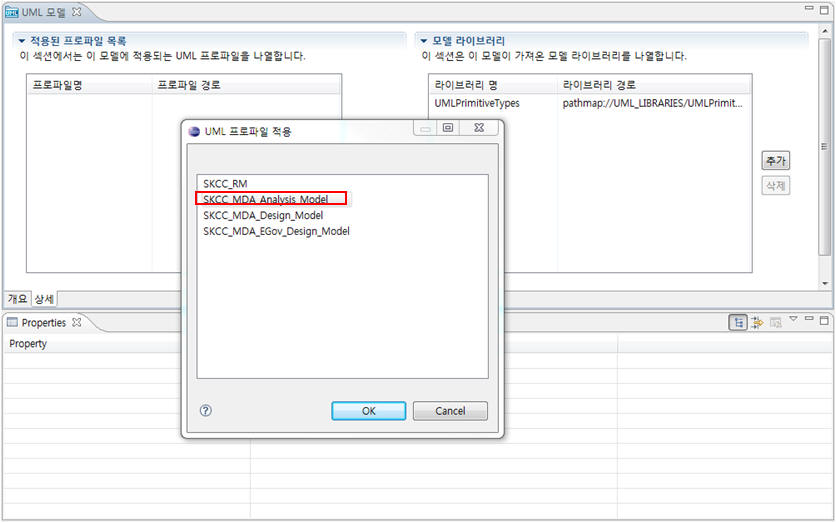 UML 모델
적용된 프로파일 목록
이 섹션에서는 이 모델에 적용되는 UML 프로파일을 나열합니다.
프로파일명 프로파일 경로
모델 라이브러리
이 섹션은 이 모델이 가져온 모델 라이브러리를 나열합니다.
라이브러리 명 라이브러리 경로
UMLPrimitiveTypes pathmap://UML_LIBRARIES/UMLPrimit...
추가
삭제
UML 프로파일 적용
SKCC_RM
SKCC_MDA_Analysis_Model
SKCC_MDA_Design_Model
SKCC_MDA_EGov_Design_Model
OK Cancel
개요 상세
Properties
Property